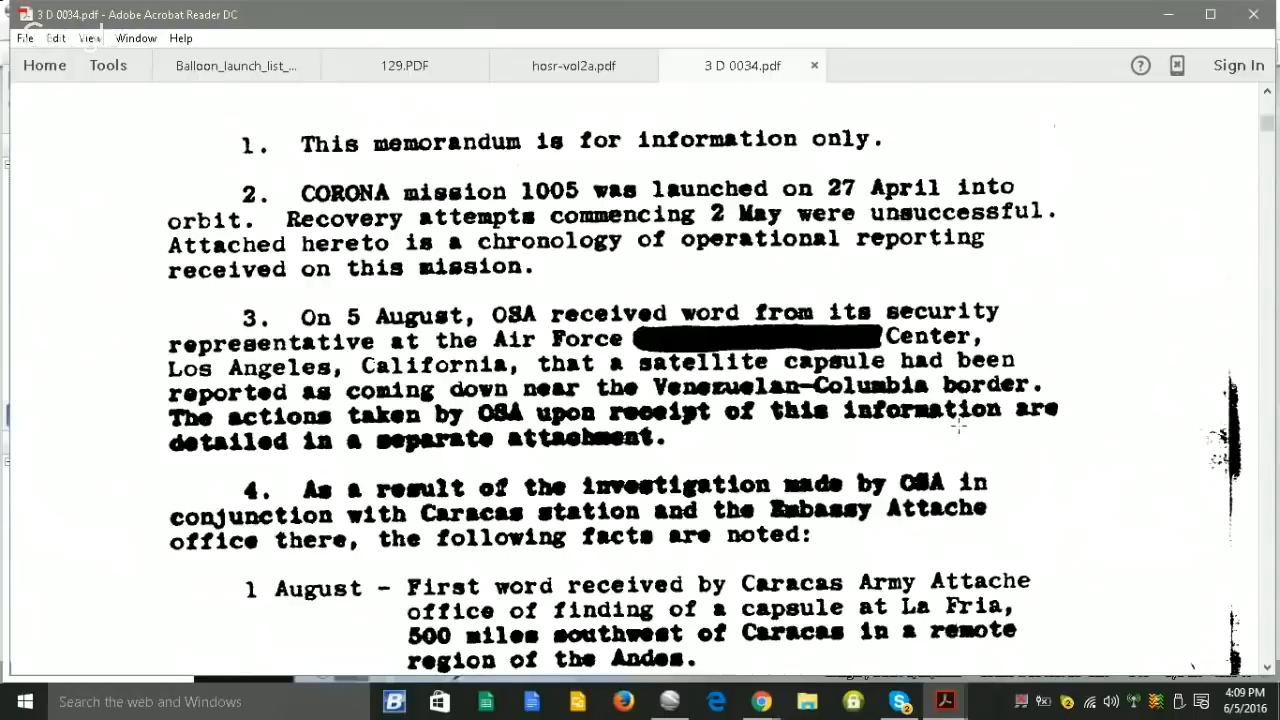 3 D 0034.pdf - Adobe Acrobat Reader DC
Google
File Edit View Window Help
Home Tools Balloon_launch_list_... 129.PDF hosr-vol2a.pdf 3 D 0034.pdf × Sign In
1. This memorandum is for information only.
2. CORONA mission 1005 was launched on 27 April into
orbit. Recovery attempts commencing 2 May were unsuccessful.
Attached hereto is a chronology of operational reporting
received on this mission.
3. On 5 August, OSA received word from its security
representative at the Air Force Center,
Los Angeles, California, that a satellite capsule had been
reported as coming down near the Venezuelan-Columbia border.
The actions taken by OSA upon receipt of this information are
detailed in a separate attachment.
4. As a result of the investigation made by OSA in
conjunction with Caracas station and the Embassy Attache
office there, the following facts are noted:
1 August - First word received by Caracas Army Attache
office of finding of a capsule at La Fria,
500 miles southwest of Caracas in a remote
region of the Andes.
Search the web and Windows
4:09 PM
6/5/2016